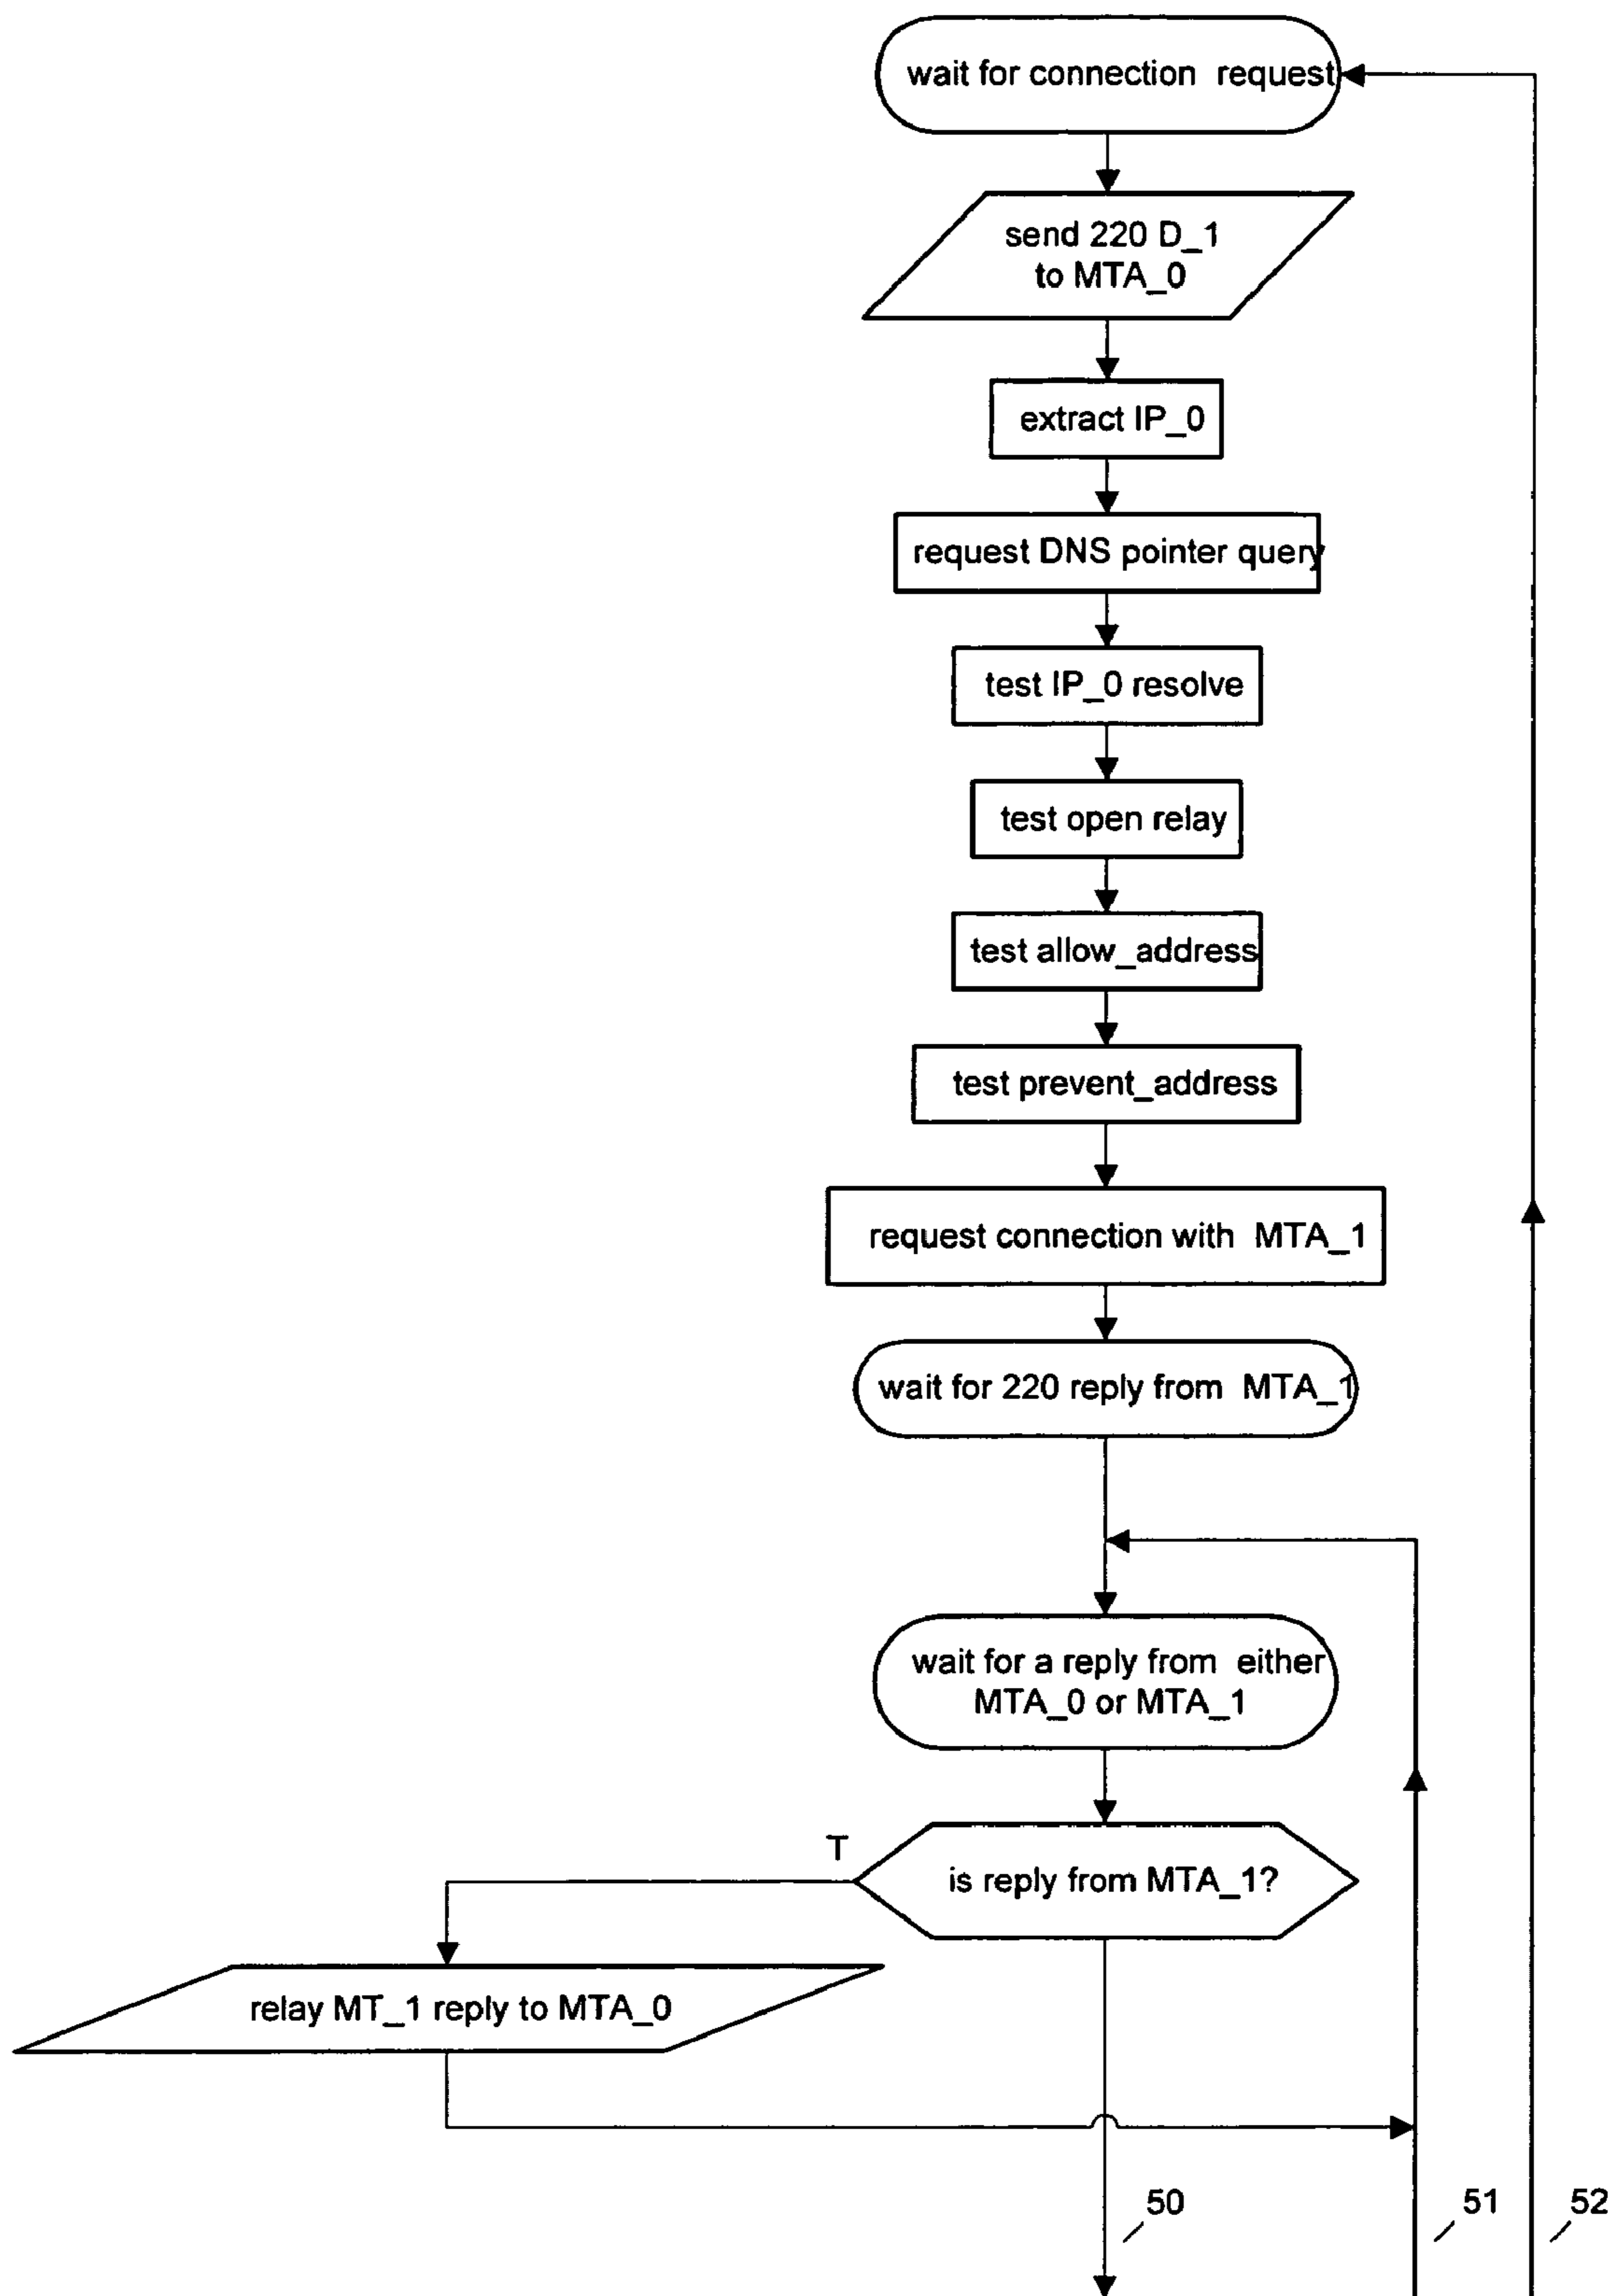 wait for connection request
send 220 D_1
to MTA_0
extract IP_0
request DNS pointer query
test IP_0 resolve
test open relay
test allow_address
test prevent_address
request connection with MTA_1
wait for 220 reply from MTA_1
wait for a reply from either
MTA_0 or MTA_1
T
is reply from MTA_1?
relay MT_1 reply to MTA_0
50
51
52